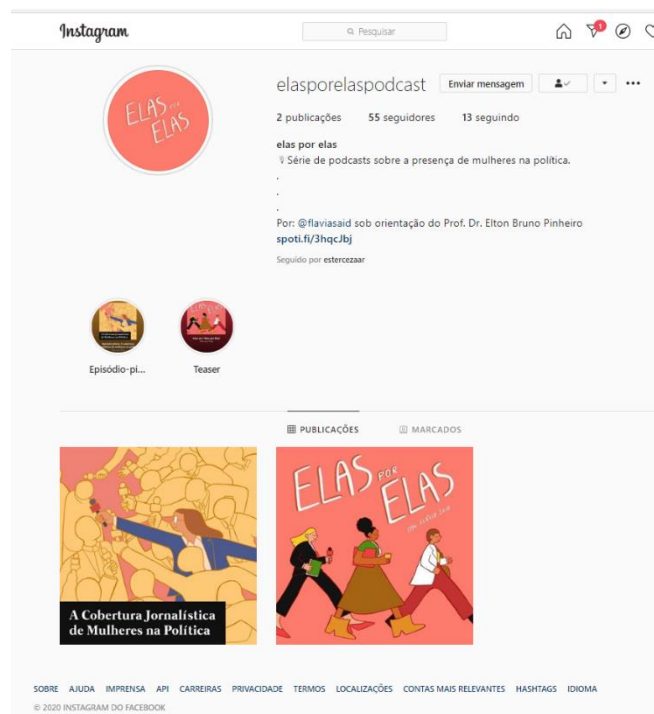 Instagram
Pesquisar
elasporelaspodcast Enviar mensagem
2 publicações 55 seguidores 13 seguindo
elas por elas
Série de podcasts sobre a presença de mulheres na política.
.
.
.
Por: @flaviasaid sob orientação do Prof. Dr. Elton Bruno Pinheiro
spoti.fi/3hqcJbj
Seguido por estercezaar
ELAS POR
ELAS
Episódio-pi... Teaser
PUBLICAÇÕES MARCADOS
A Cobertura Jornalística
de Mulheres na Política
ELAS POR
ELAS
SOBRE AJUDA IMPRENSA API CARREIRAS PRIVACIDADE TERMOS LOCALIZAÇÕES CONTAS MAIS RELEVANTES HASHTAGS IDIOMA
© 2020 INSTAGRAM DO FACEBOOK